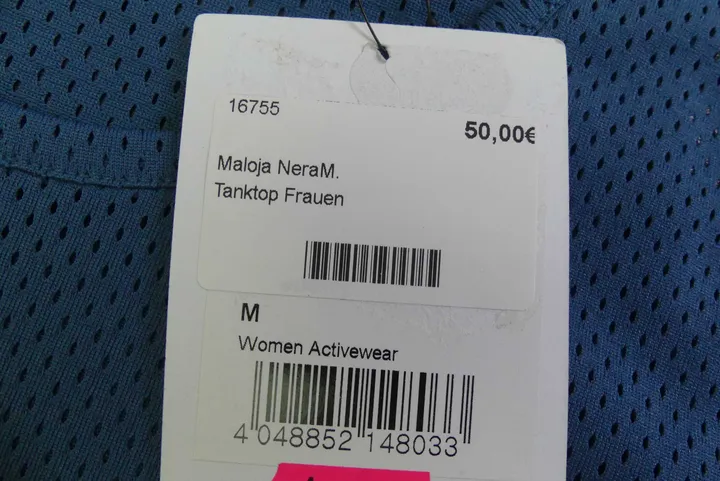 16755
50,00€
Maloja NeraM.
Tanktop Frauen
M
Women Activewear
4 048852 148033